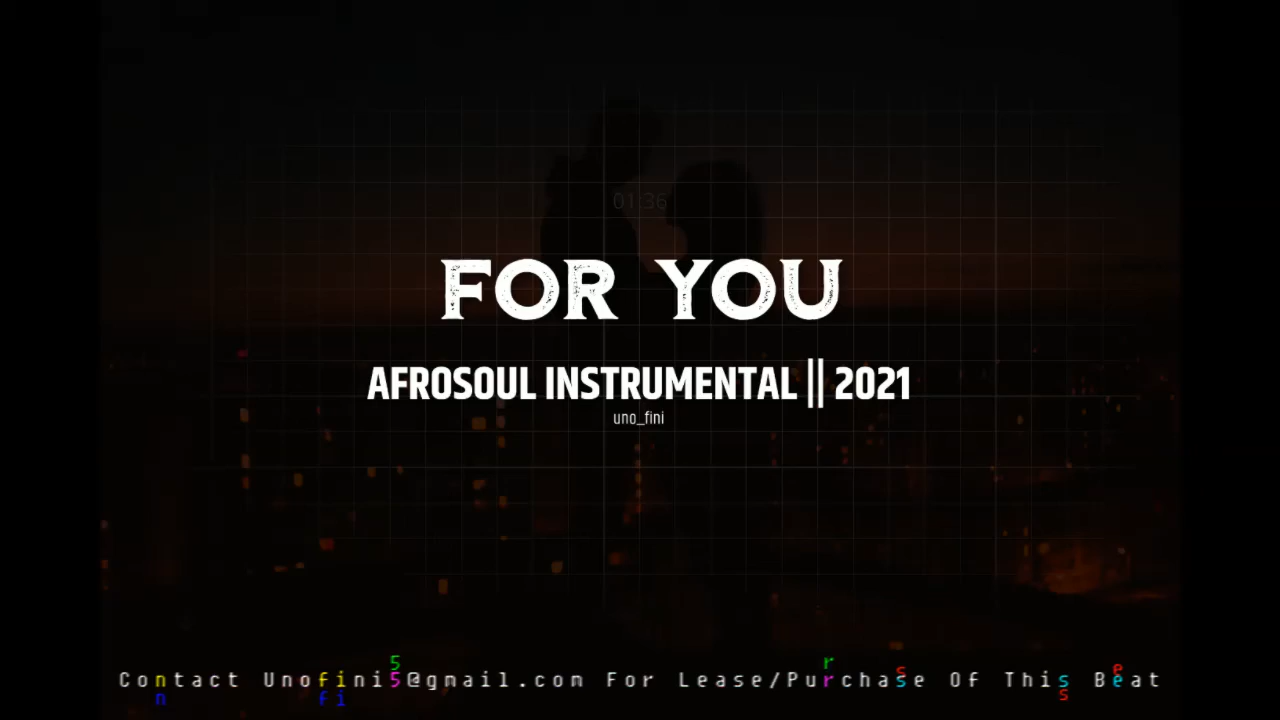 01:36
FOR YOU
AFROSOUL INSTRUMENTAL || 2021
uno_fini
Contact Unofini5@gmail.com For Lease/Purchase Of This Beat